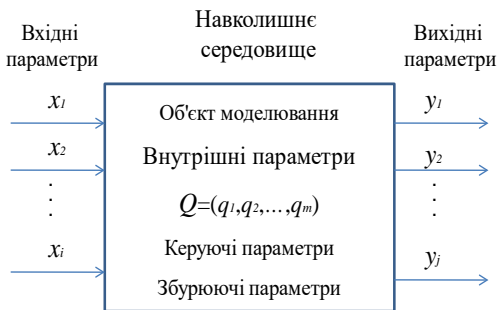 Навколишнє
середовище
Вхідні
параметри
Вихідні
параметри
x1
x2
xi
Об'єкт моделювання
Внутрішні параметри
Q=(q1,q2,...,qm)
Керуючі параметри
Збурюючі параметри
y1
y2
yj